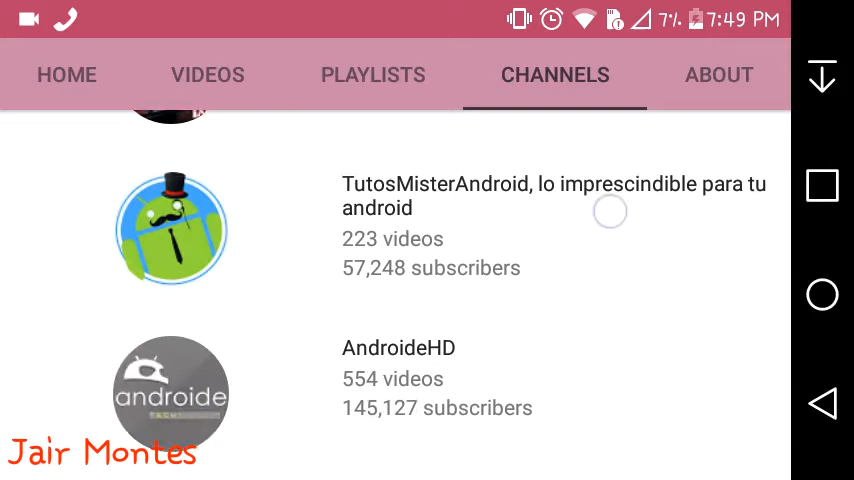 7% 7:49 PM
HOME VIDEOS PLAYLISTS CHANNELS ABOUT
TutosMisterAndroid, lo imprescindible para tu
android
223 videos
57,248 subscribers
AndroideHD
554 videos
145,127 subscribers
androide
Jair Montes